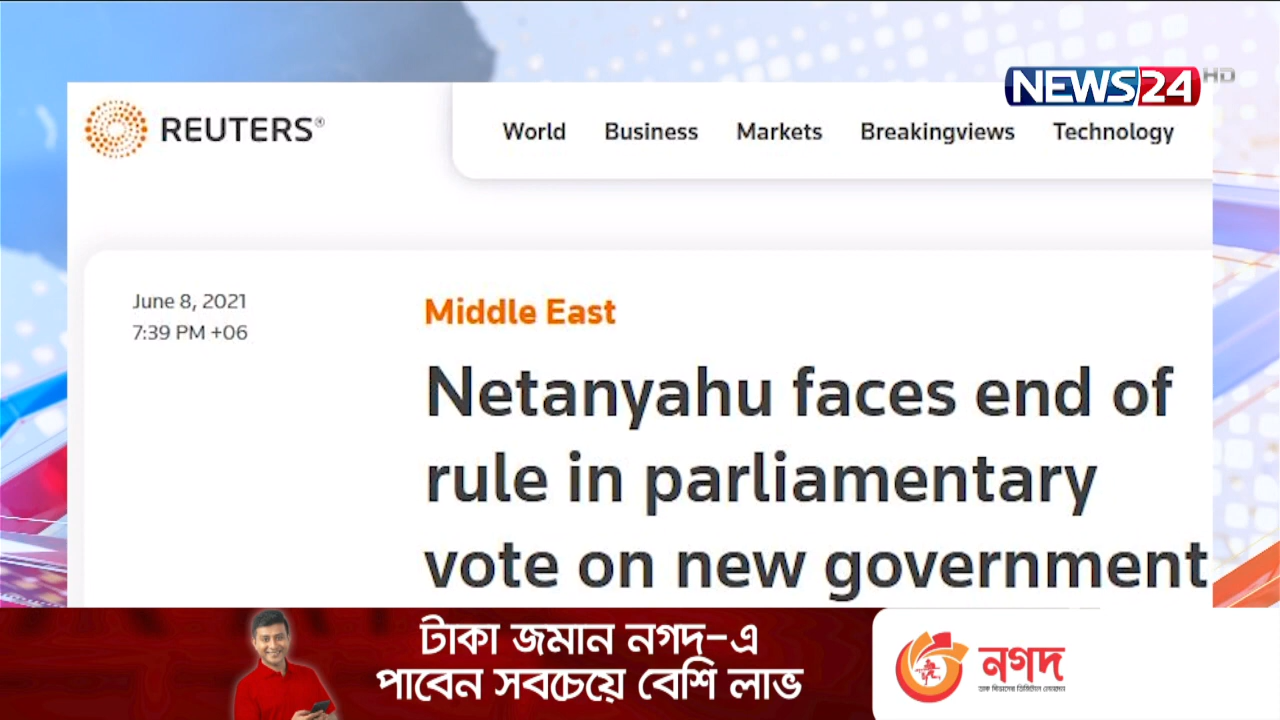 NEWS24 HD
REUTERS®
World Business Markets Breakingviews Technology
June 8, 2021
7:39 PM +06
Middle East
Netanyahu faces end of
rule in parliamentary
vote on new government
টাকা জমান নগদ-এ
পাবেন সবচেয়ে বেশি লাভ
নগদ
ডাক বিভাগের ডিজিটাল লেনদেন